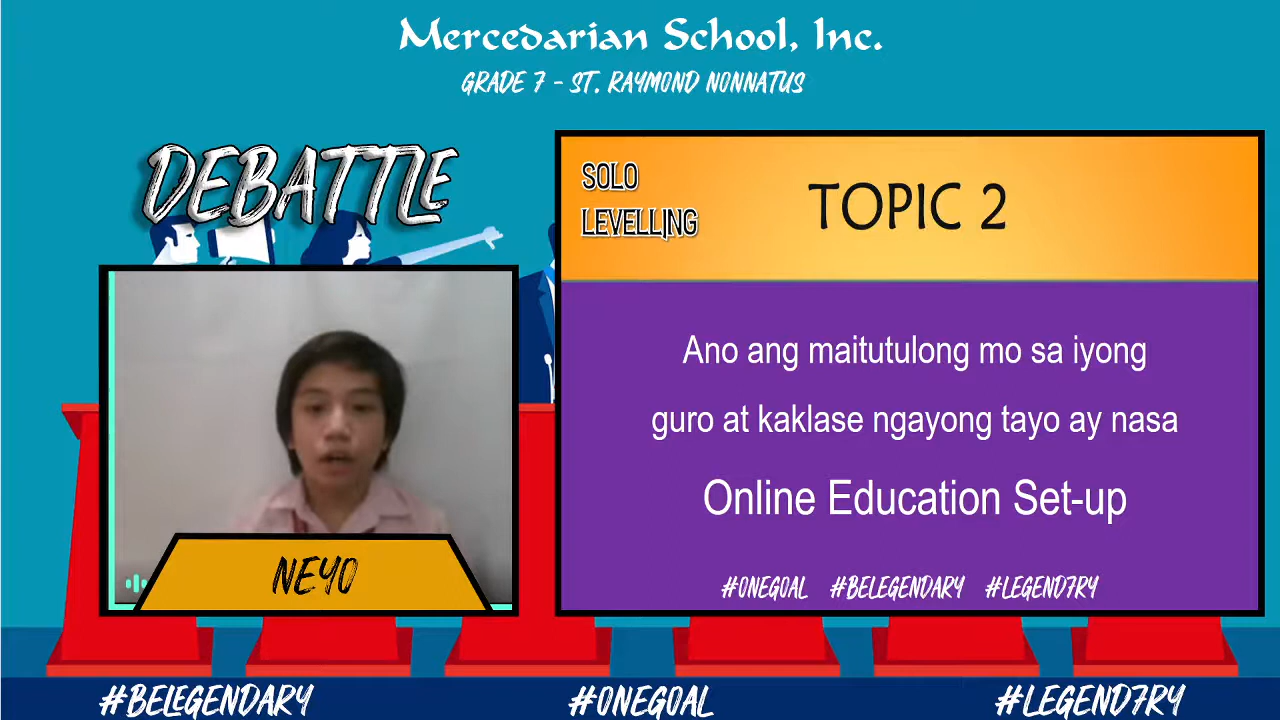 Mercedarian School, Inc.
GRADE 7 - ST. RAYMOND NONNATUS
DEBATTLE
SOLO
LEVELLING
TOPIC 2
Ano ang maitutulong mo sa iyong
guro at kaklase ngayong tayo ay nasa
Online Education Set-up
#ONEGOAL #BELEGENDARY #LEGEND7RY
NEYO
#BELEGENDARY #ONEGOAL #LEGEND7RY